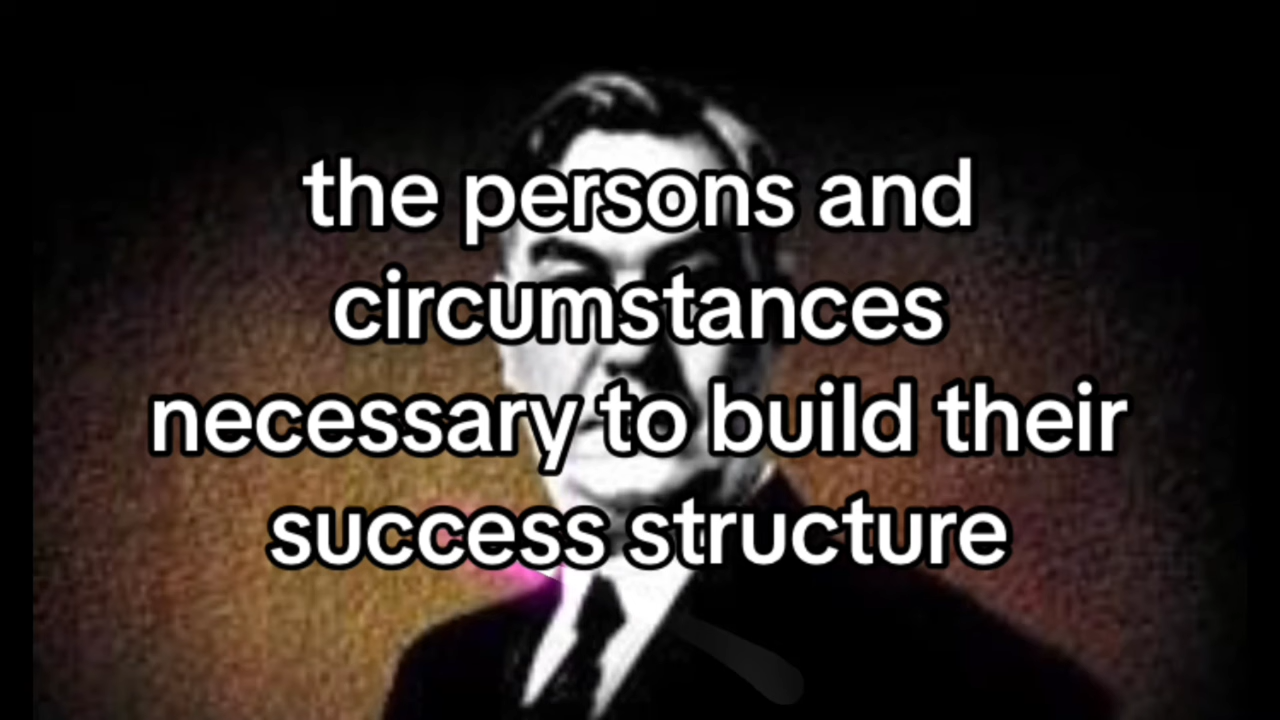 the persons and
circumstances
necessary to build their
success structure